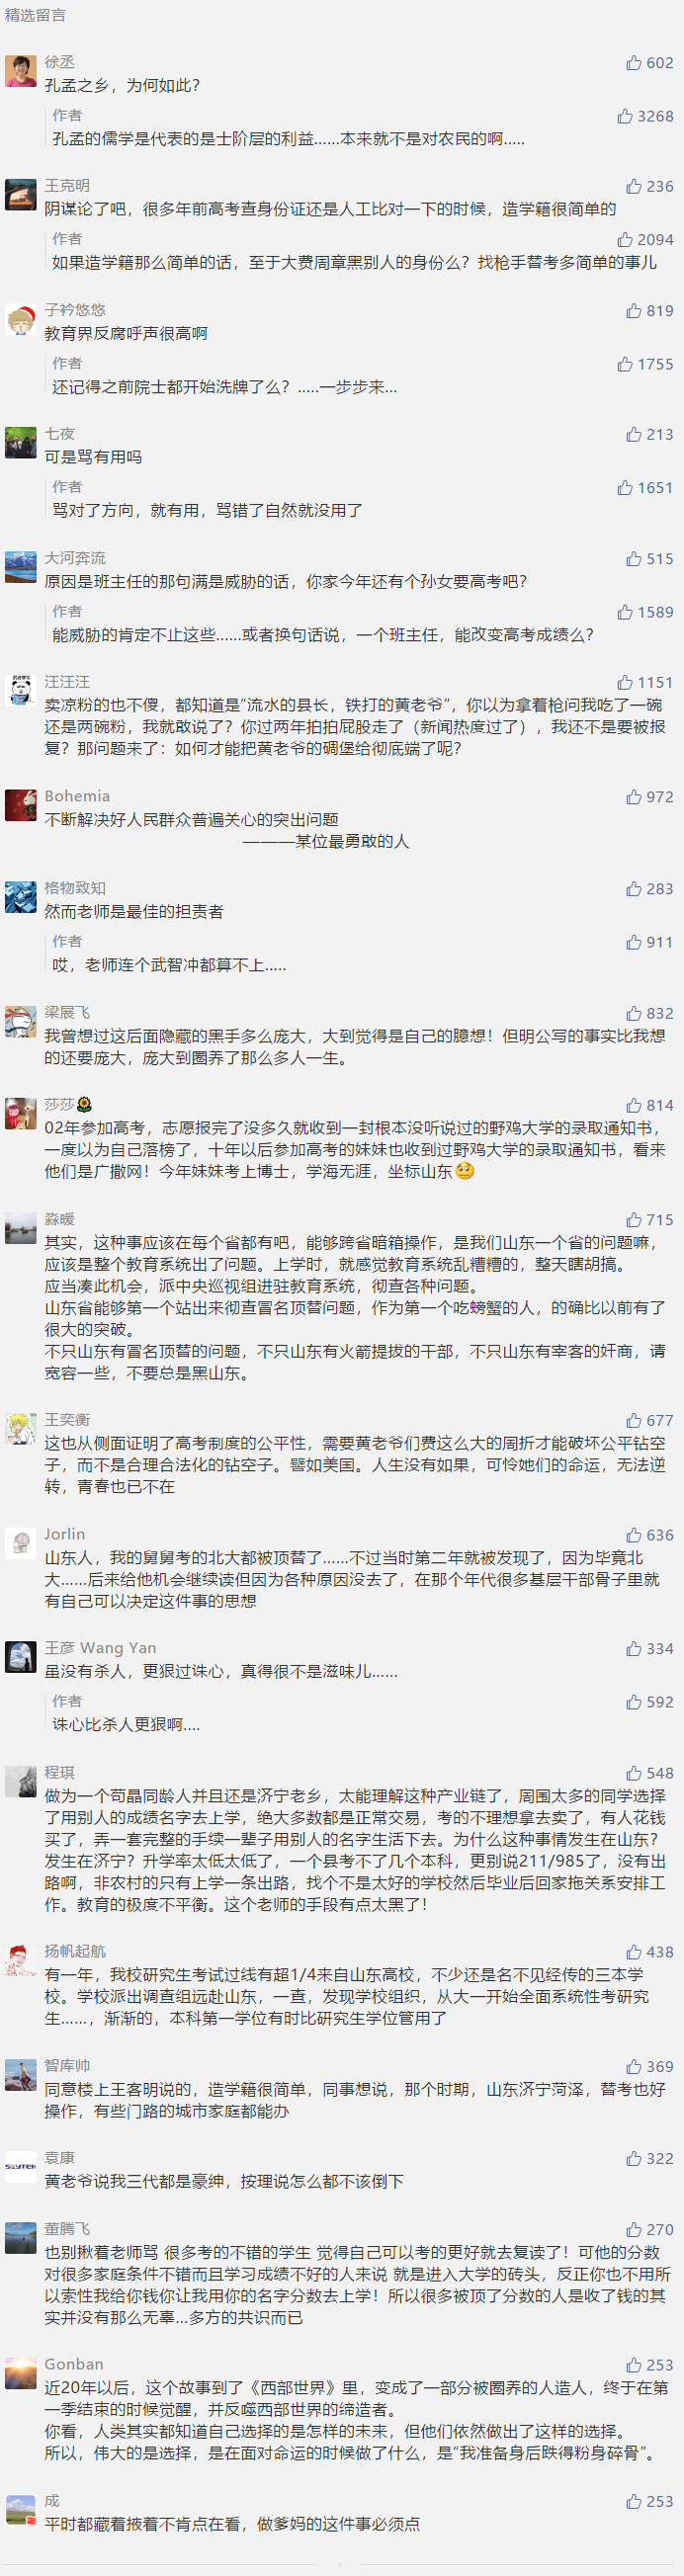 精选留言
徐丞
602
孔孟之乡，为何如此？
作者
3268
孔孟的儒学是代表的是士阶层的利益......本来就不是对农民的啊.....
王克明
236
阴谋论了吧，很多年前高考查身份证还是人工比对一下的时候，造学籍很简单的
作者
2094
如果造学籍那么简单的话，至于大费周章黑别人的身份么？找枪手替考多简单的事儿
子衿悠悠
819
教育界反腐呼声很高啊
作者
1755
还记得之前院士都开始洗牌了么？.....一步步来...
七夜
213
可是骂有用吗
作者
1651
骂对了方向，就有用，骂错了自然就没用了
大河奔流
515
原因是班主任的那句满是威胁的话，你家今年还有个孙女要高考吧？
作者
1589
能威胁的肯定不止这些......或者换句话说，一个班主任，能改变高考成绩么？
汪汪汪
1151
卖凉粉的也不傻，都知道是“流水的县长，铁打的黄老爷”，你以为拿着枪问我吃了一碗
还是两碗粉，我就敢说了？你过两年拍拍屁股走了（新闻热度过了），我还不是要被报
复？那问题来了：如何才能把黄老爷的碉堡给彻底端了呢？
Bohemia
972
不断解决好人民群众普遍关心的突出问题
———某位最勇敢的人
格物致知
283
然而老师是最佳的担责者
作者
911
哎，老师连个武智冲都算不上.....
梁展飞
832
我曾想过这后面隐藏的黑手多么庞大，大到觉得是自己的臆想！但明公写的事实比我想
的还要庞大，庞大到圈养了那么多人一生。
莎莎🌻
814
02年参加高考，志愿报完了没多久就收到一封根本没听说过的野鸡大学的录取通知书，
一度以为自己落榜了，十年以后参加高考的妹妹也收到过野鸡大学的录取通知书，看来
他们是广撒网！今年妹妹考上博士，学海无涯，坐标山东🧐
淼暖
715
其实，这种事应该在每个省都有吧，能够跨省暗箱操作，是我们山东一个省的问题嘛，
应该是整个教育系统出了问题。上学时，就感觉教育系统乱糟糟的，整天瞎胡搞。
应当凑此机会，派中央巡视组进驻教育系统，彻查各种问题。
山东省能够第一个站出来彻查冒名顶替问题，作为第一个吃螃蟹的人，的确比以前有了
很大的突破。
不只山东有冒名顶替的问题，不只山东有火箭提拔的干部，不只山东有宰客的奸商，请
宽容一些，不要总是黑山东。
王奕衡
677
这也从侧面证明了高考制度的公平性，需要黄老爷们费这么大的周折才能破坏公平钻空
子，而不是合理合法化的钻空子。譬如美国。人生没有如果，可怜她们的命运，无法逆
转，青春也已不在
Jorlin
636
山东人，我的舅舅考的北大都被顶替了......不过当时第二年就被发现了，因为毕竟北
大......后来给他机会继续读但因为各种原因没去了，在那个年代很多基层干部骨子里就
有自己可以决定这件事的思想
王彦 Wang Yan
334
虽没有杀人，更狠过诛心，真得很不是滋味儿......
作者
592
诛心比杀人更狠啊....
程琪
548
做为一个苟晶同龄人并且还是济宁老乡，太能理解这种产业链了，周围太多的同学选择
了用别人的成绩名字去上学，绝大多数都是正常交易，考的不理想拿去卖了，有人花钱
买了，弄一套完整的手续一辈子用别人的名字生活下去。为什么这种事情发生在山东？
发生在济宁？升学率太低太低了，一个县考不了几个本科，更别说211/985了，没有出
路啊，非农村的只有上学一条出路，找个不是太好的学校然后毕业后回家拖关系安排工
作。教育的极度不平衡。这个老师的手段有点太黑了！
扬帆起航
438
有一年，我校研究生考试过线有超1/4来自山东高校，不少还是名不见经传的三本学
校。学校派出调查组远赴山东，一查，发现学校组织，从大一开始全面系统性考研究
生......，渐渐的，本科第一学位有时比研究生学位管用了
智库帅
369
同意楼上王客明说的，造学籍很简单，同事想说，那个时期，山东济宁菏泽，替考也好
操作，有些门路的城市家庭都能办
袁康
322
黄老爷说我三代都是豪绅，按理说怎么都不该倒下
董腾飞
270
也别揪着老师骂 很多考的不错的学生 觉得自己可以考的更好就去复读了！可他的分数
对很多家庭条件不错而且学习成绩不好的人来说 就是进入大学的砖头，反正你也不用所
以索性我给你钱你让我用你的名字分数去上学！所以很多被顶了分数的人是收了钱的其
实并没有那么无辜...多方的共识而已
Gonban
253
近20年以后，这个故事到了《西部世界》里，变成了一部分被圈养的人造人，终于在第
一季结束的时候觉醒，并反噬西部世界的缔造者。
你看，人类其实都知道自己选择的是怎样的未来，但他们依然做出了这样的选择。
所以，伟大的是选择，是在面对命运的时候做了什么，是“我准备身后跌得粉身碎骨”。
成
253
平时都藏着掖着不肯点在看，做爹妈的这件事必须点